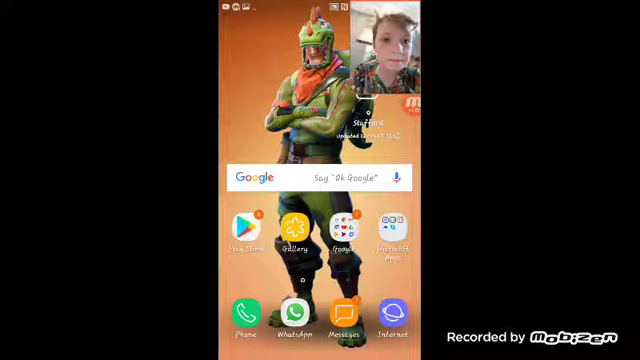 Stafford
Google
Say "Ok Google"
Play Store
Gallery
Google
Microsoft
Apps
Phone
WhatsApp
Messages
Internet
Recorded by mobizen